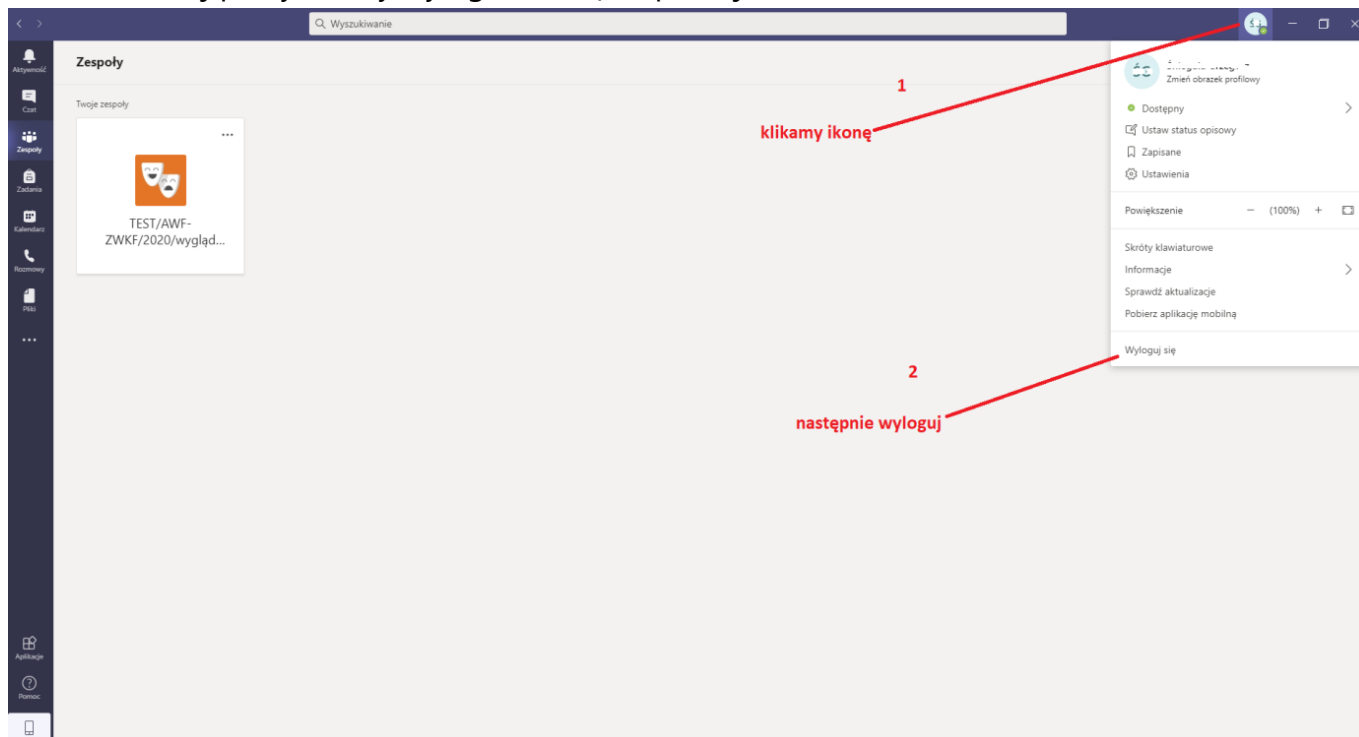 Wyszukiwanie
Aktywność
Czat
Zespoły
Zadania
Kalendarz
Rozmowy
Pliki
Aplikacje
Pomoc
Zespoły
Twoje zespoły
TEST/AWF-
ZWKF/2020/wygląd...
1
klikamy ikonę
2
następnie wyloguj
Zmień obrazek profilowy
Dostępny
Ustaw status opisowy
Zapisane
Ustawienia
Powiększenie − (100%) +
Skróty klawiaturowe
Informacje
Sprawdź aktualizacje
Pobierz aplikację mobilną
Wyloguj się